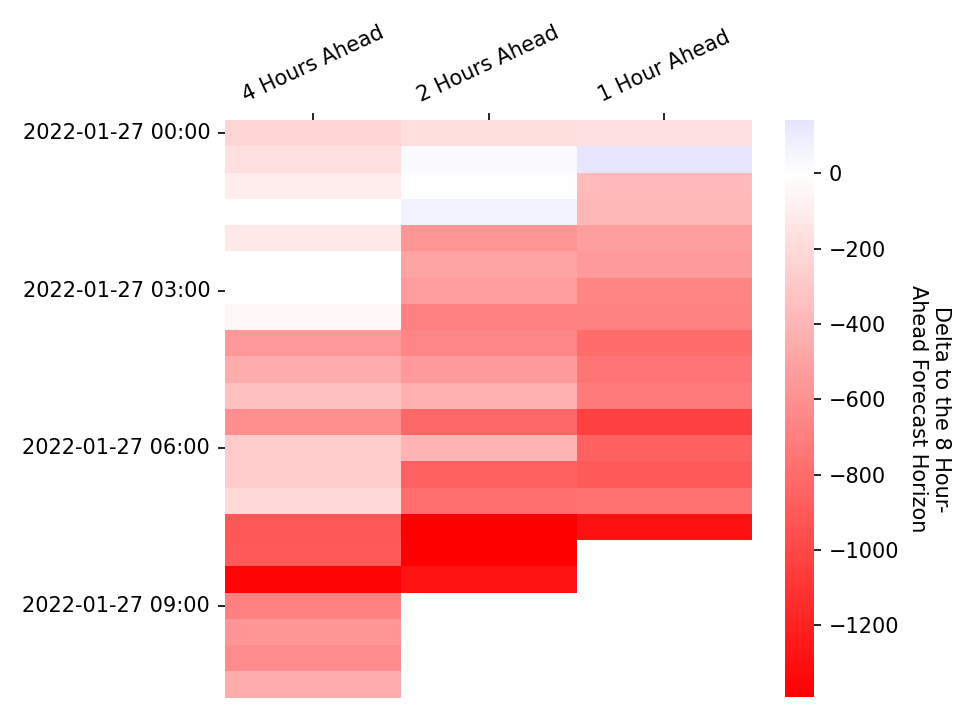 4 Hours Ahead
2 Hours Ahead
1 Hour Ahead
2022-01-27 00:00
2022-01-27 03:00
2022-01-27 06:00
2022-01-27 09:00
0
−200
−400
−600
−800
−1000
−1200
Delta to the 8 Hour-
Ahead Forecast Horizon